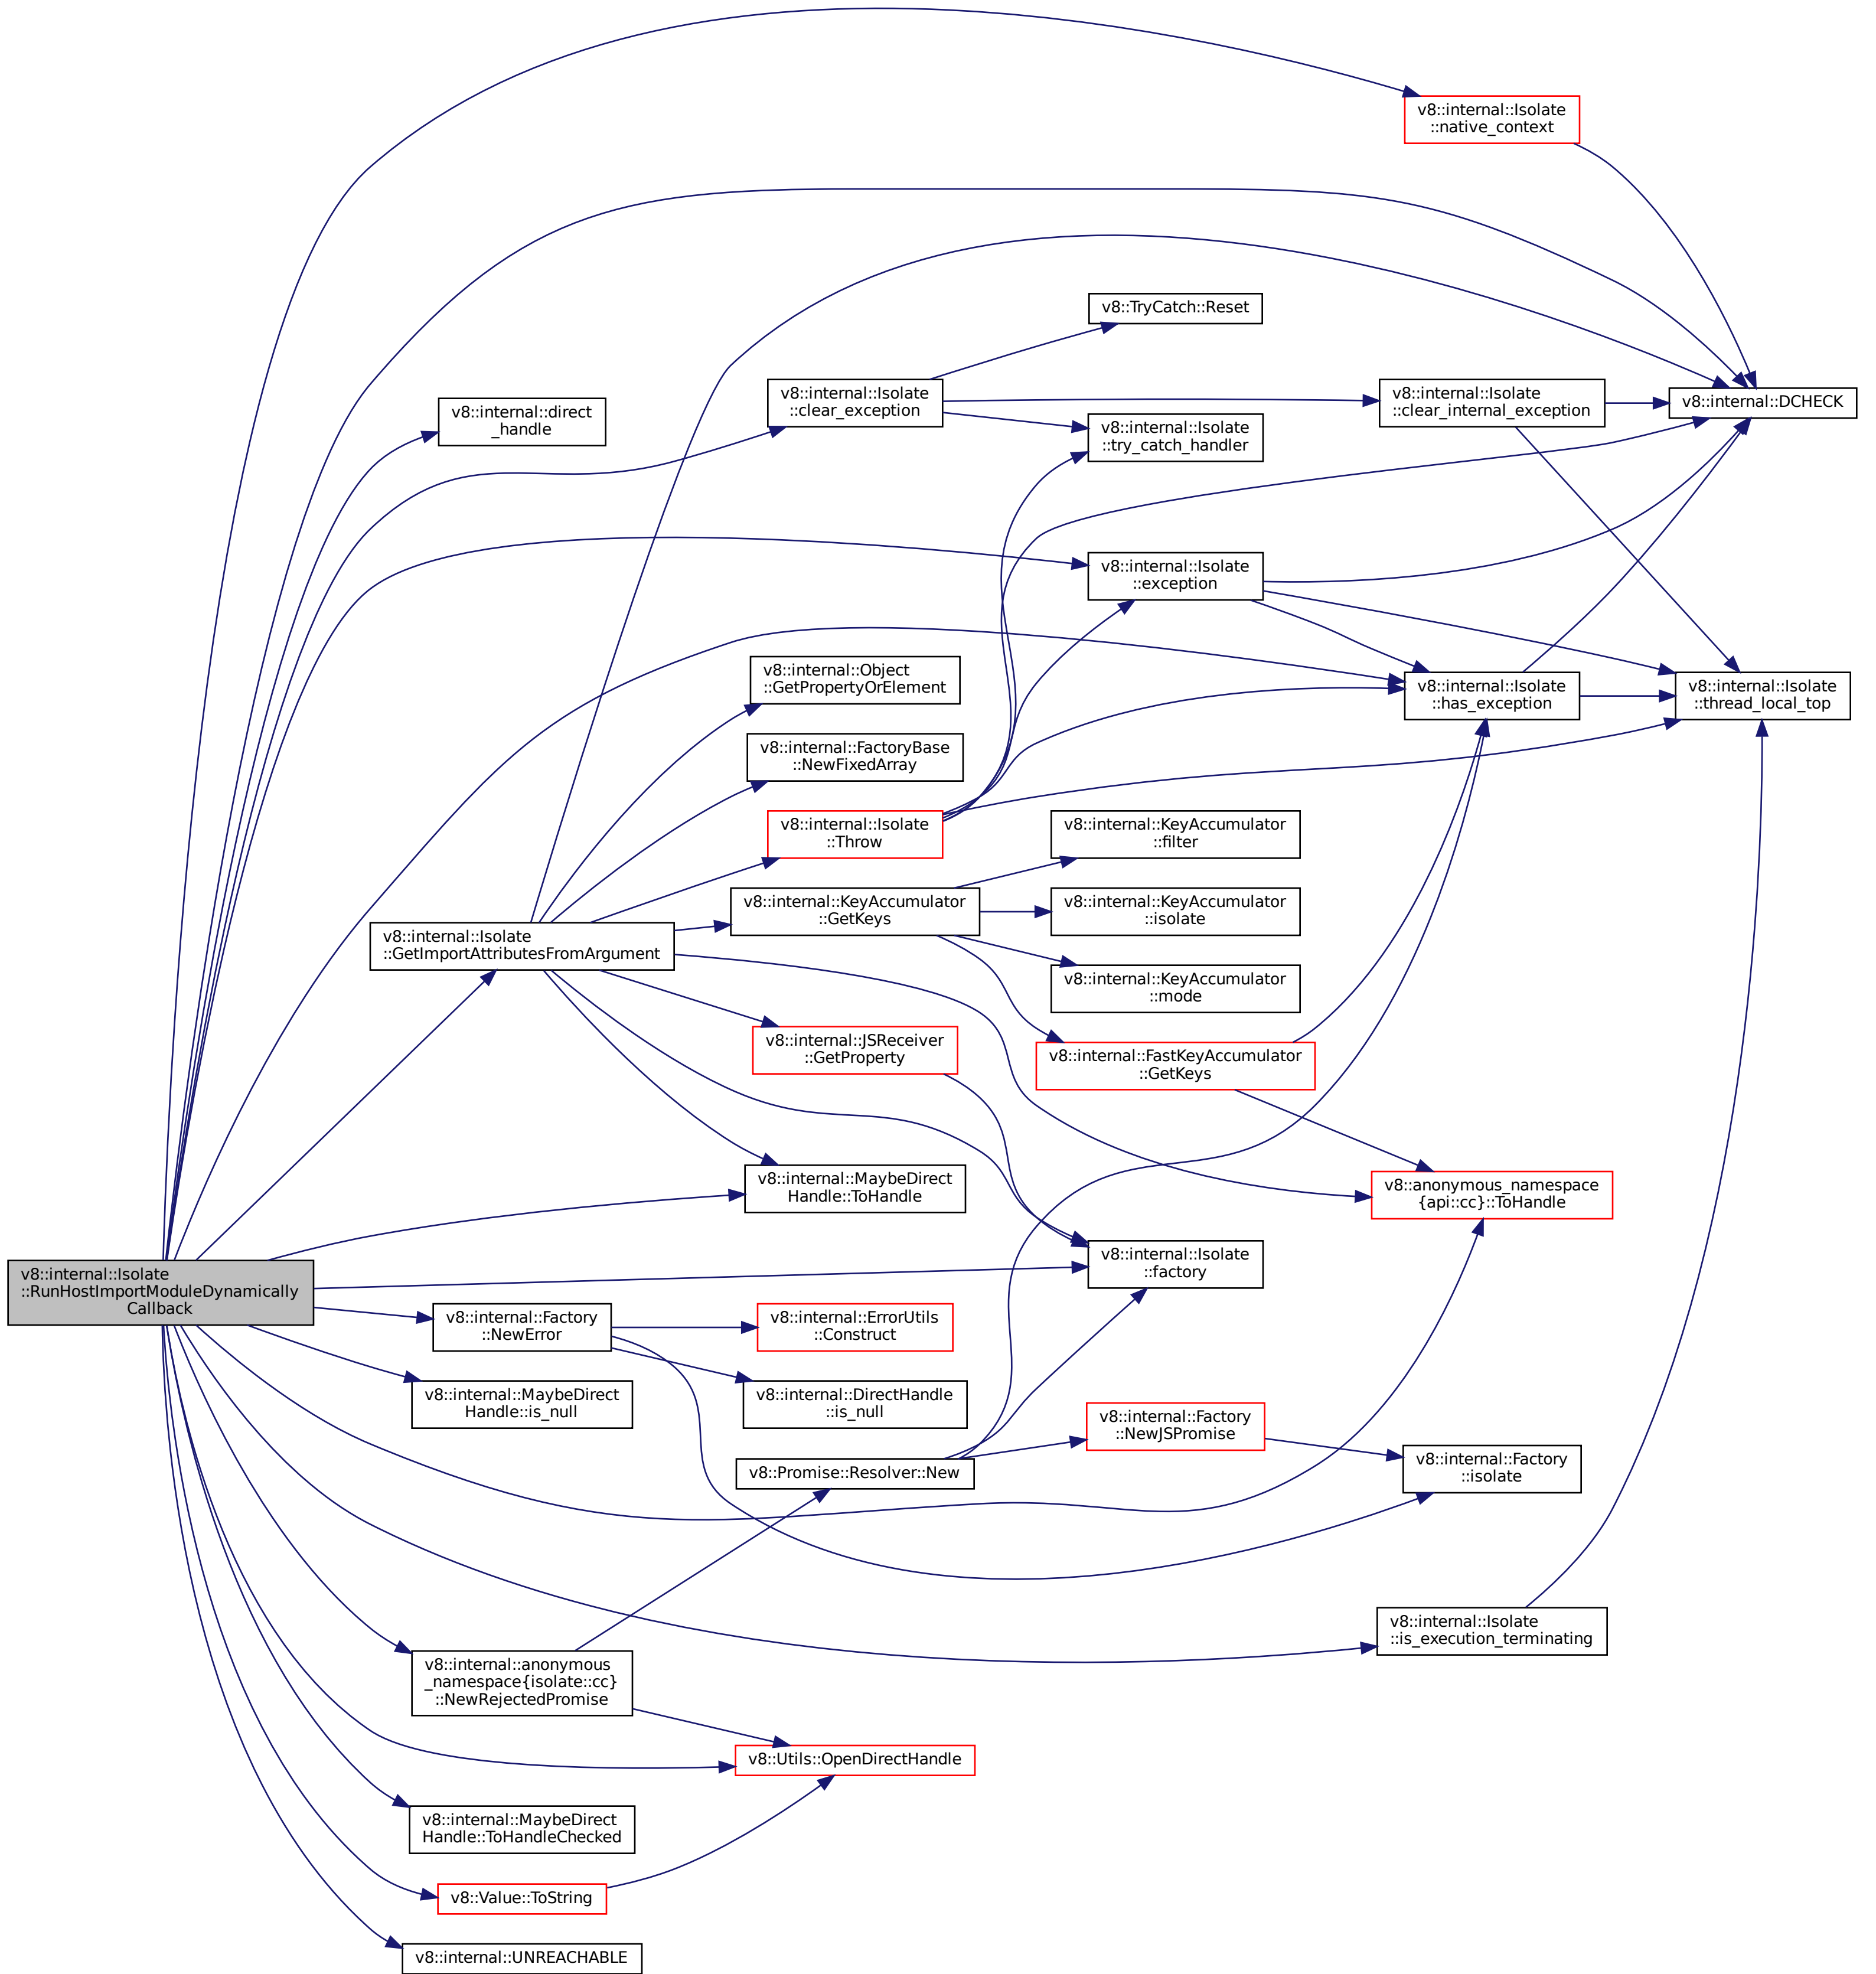 v8::internal::Isolate
::native_context
v8::TryCatch::Reset
v8::internal::Isolate
::clear_exception
v8::internal::Isolate
::clear_internal_exception
v8::internal::DCHECK
v8::internal::direct
_handle
v8::internal::Isolate
::try_catch_handler
v8::internal::Isolate
::exception
v8::internal::Object
::GetPropertyOrElement
v8::internal::Isolate
::has_exception
v8::internal::Isolate
::thread_local_top
v8::internal::FactoryBase
::NewFixedArray
v8::internal::Isolate
::Throw
v8::internal::KeyAccumulator
::filter
v8::internal::KeyAccumulator
::GetKeys
v8::internal::KeyAccumulator
::isolate
v8::internal::Isolate
::GetImportAttributesFromArgument
v8::internal::KeyAccumulator
::mode
v8::internal::JSReceiver
::GetProperty
v8::internal::FastKeyAccumulator
::GetKeys
v8::internal::MaybeDirect
Handle::ToHandle
v8::anonymous_namespace
{api::cc}::ToHandle
v8::internal::Isolate
::factory
v8::internal::Isolate
::RunHostImportModuleDynamically
Callback
v8::internal::Factory
::NewError
v8::internal::ErrorUtils
::Construct
v8::internal::MaybeDirect
Handle::is_null
v8::internal::DirectHandle
::is_null
v8::internal::Factory
::NewJSPromise
v8::Promise::Resolver::New
v8::internal::Factory
::isolate
v8::internal::Isolate
::is_execution_terminating
v8::internal::anonymous
_namespace{isolate::cc}
::NewRejectedPromise
v8::Utils::OpenDirectHandle
v8::internal::MaybeDirect
Handle::ToHandleChecked
v8::Value::ToString
v8::internal::UNREACHABLE